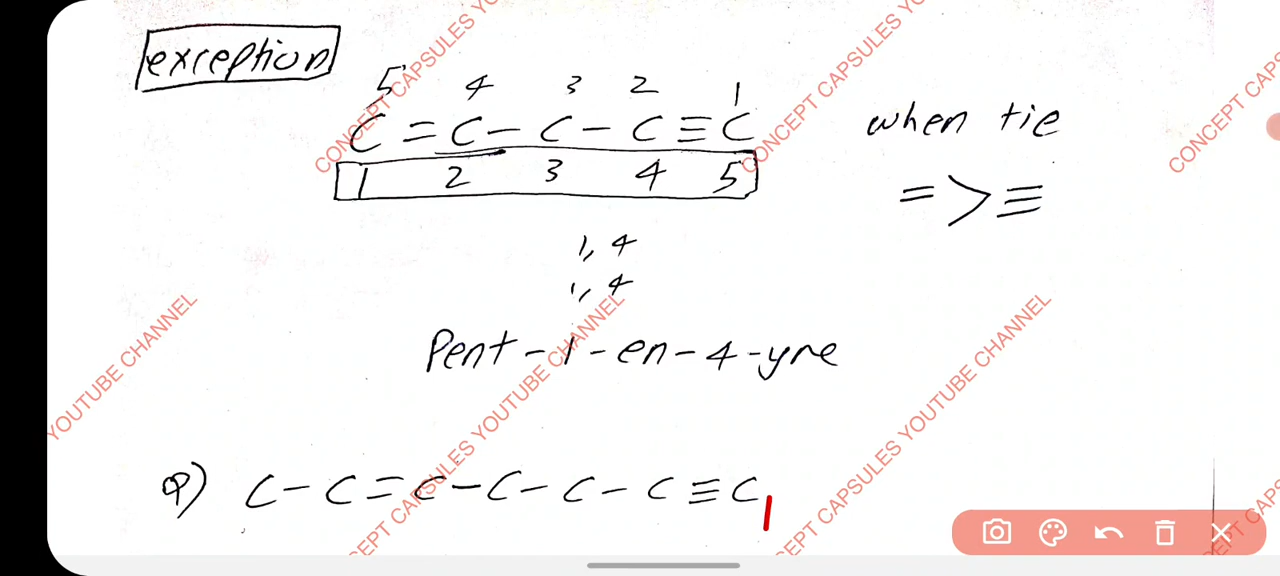 exception
5 4 3 2 1
C = C - C - C ≡ C when tie
1 2 3 4 5 = > ≡
1, 4
1, 4
Pent-1-en-4-yne
Q) C - C = C - C - C - C ≡ C
CONCEPT CAPSULES YOUTUBE CHANNEL